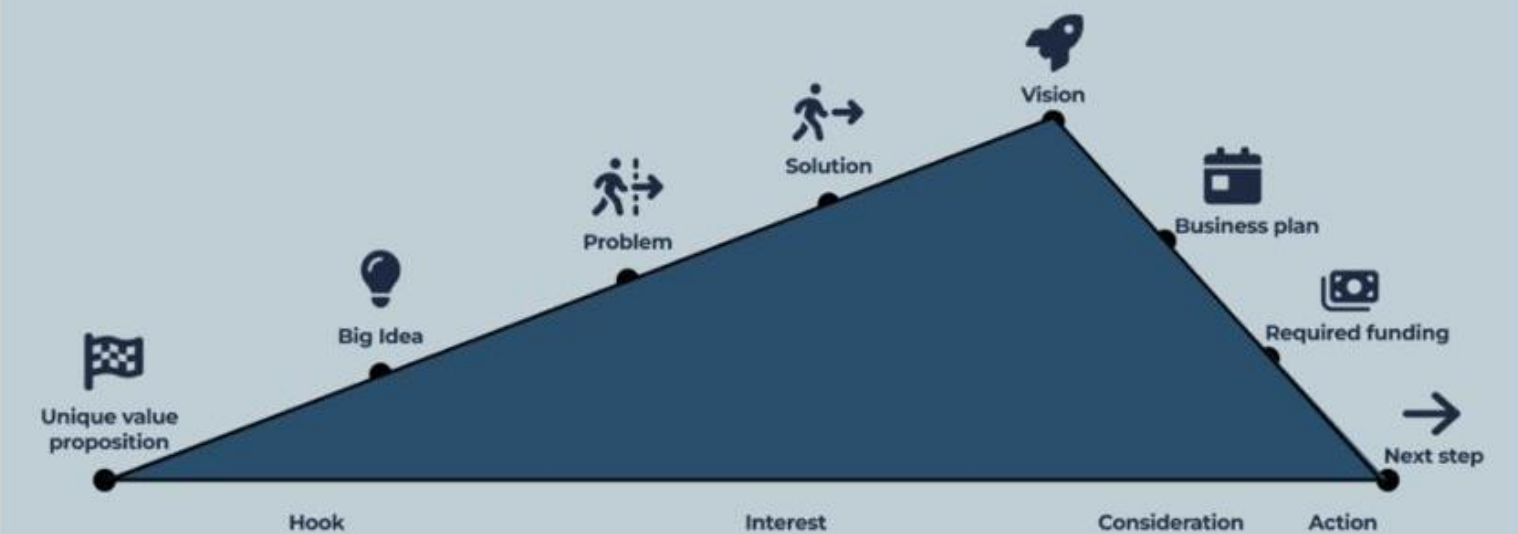 Unique value
proposition
Big Idea
Problem
Solution
Vision
Business plan
Required funding
Next step
Hook
Interest
Consideration
Action